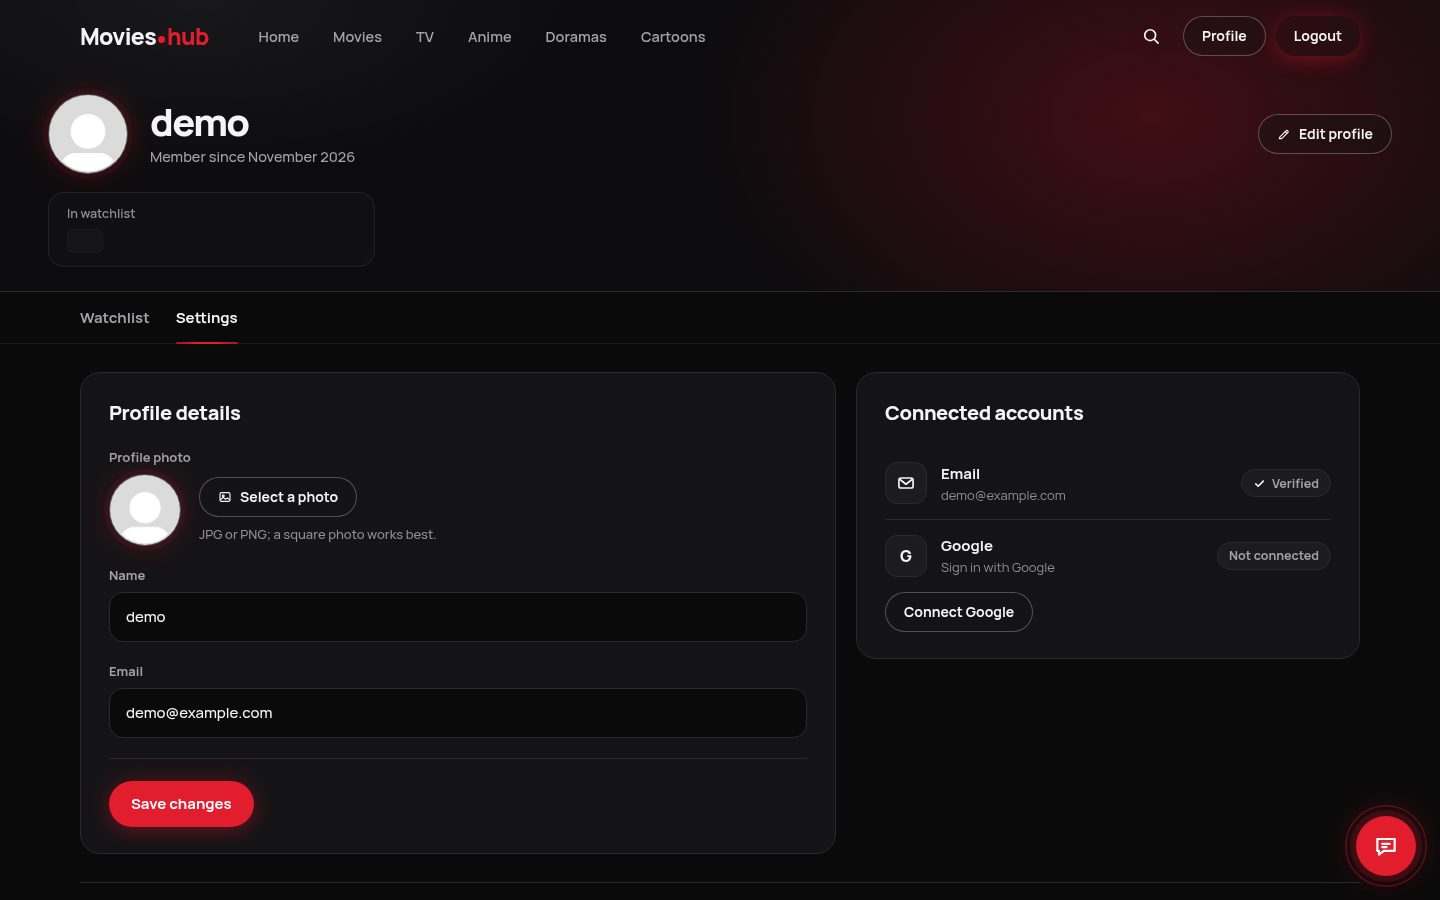 Movies•hub Home Movies TV Anime Doramas Cartoons Profile Logout
demo
Member since November 2026
Edit profile
In watchlist
Watchlist Settings
Profile details
Profile photo
Select a photo
JPG or PNG; a square photo works best.
Name
demo
Email
demo@example.com
Save changes
Connected accounts
Email
demo@example.com
Verified
G
Google
Sign in with Google
Not connected
Connect Google